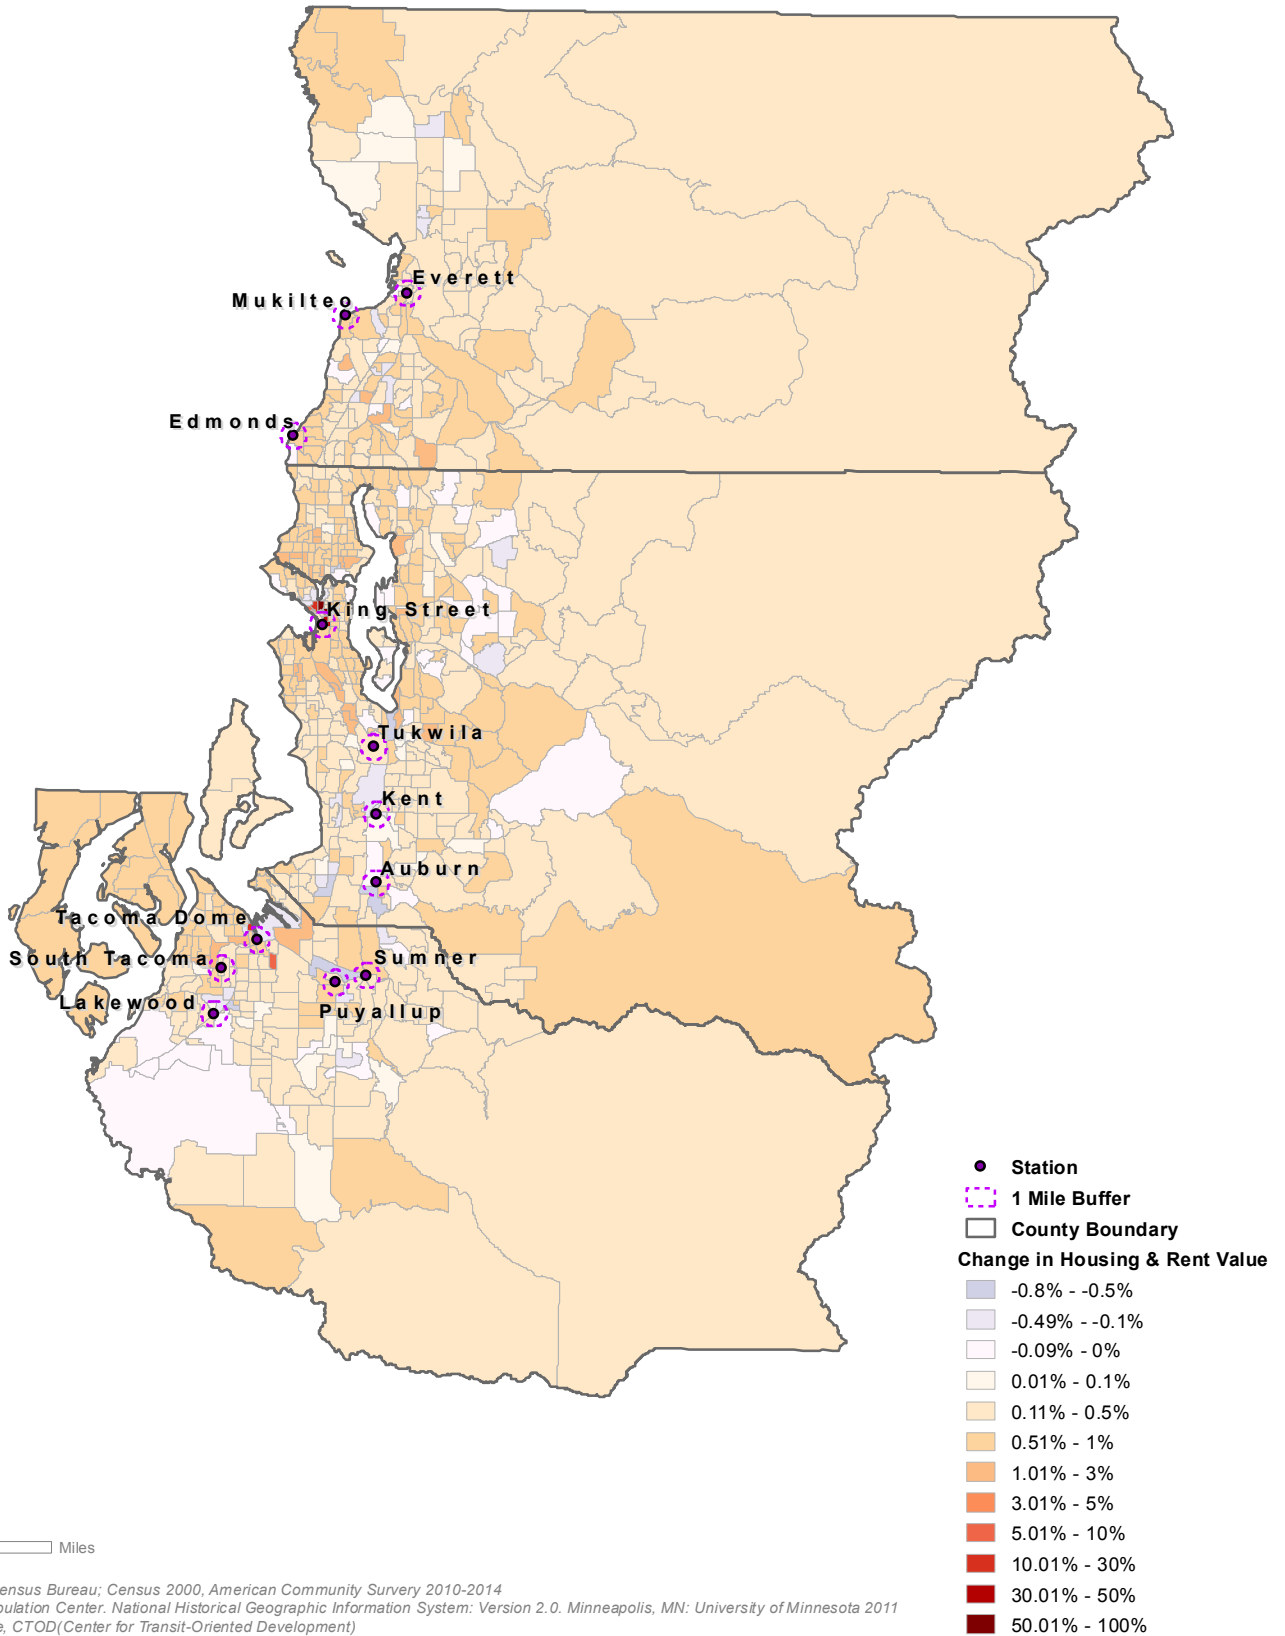 Everett
Mukilteo
Edmonds
King Street
Tukwila
Kent
Auburn
Tacoma Dome
South Tacoma
Sumner
Lakewood
Puyallup
Station
1 Mile Buffer
County Boundary
Change in Housing & Rent Value
-0.8% - -0.5%
-0.49% - -0.1%
-0.09% - 0%
0.01% - 0.1%
0.11% - 0.5%
0.51% - 1%
1.01% - 3%
3.01% - 5%
5.01% - 10%
10.01% - 30%
30.01% - 50%
50.01% - 100%
Miles
ensus Bureau; Census 2000, American Community Survery 2010-2014
pulation Center. National Historical Geographic Information System: Version 2.0. Minneapolis, MN: University of Minnesota 2011
e, CTOD(Center for Transit-Oriented Development)